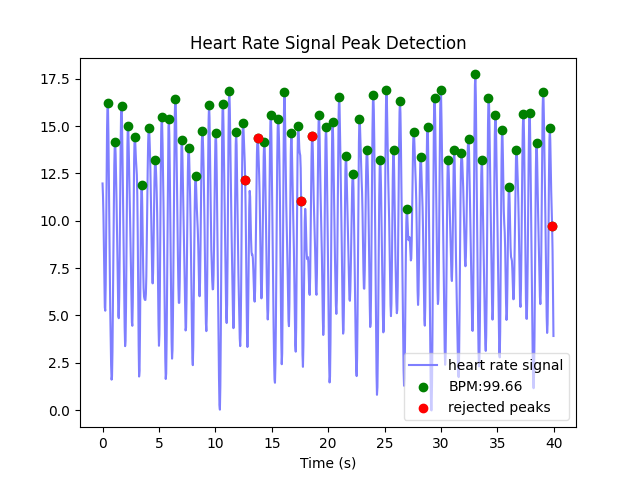 Heart Rate Signal Peak Detection
17.5
15.0
12.5
10.0
7.5
5.0
2.5
0.0
heart rate signal
BPM:99.66
rejected peaks
0 5 10 15 20 25 30 35 40
Time (s)